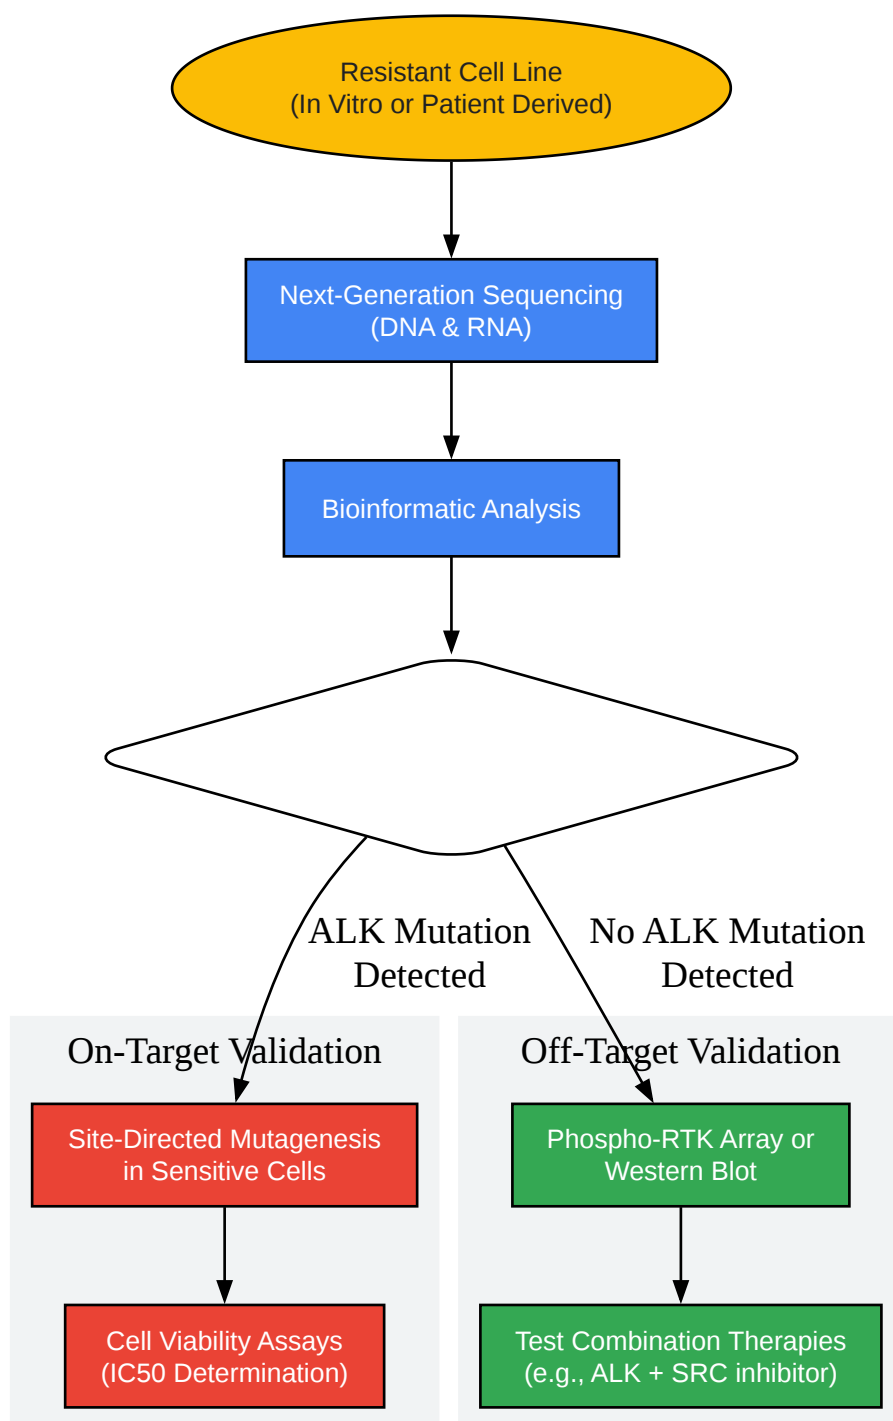 Resistant Cell Line
(In Vitro or Patient Derived)
Next-Generation Sequencing
(DNA & RNA)
Bioinformatic Analysis
ALK Mutation
Detected
No ALK Mutation
Detected
On-Target Validation
Site-Directed Mutagenesis
in Sensitive Cells
Cell Viability Assays
(IC50 Determination)
Off-Target Validation
Phospho-RTK Array or
Western Blot
Test Combination Therapies
(e.g., ALK + SRC inhibitor)